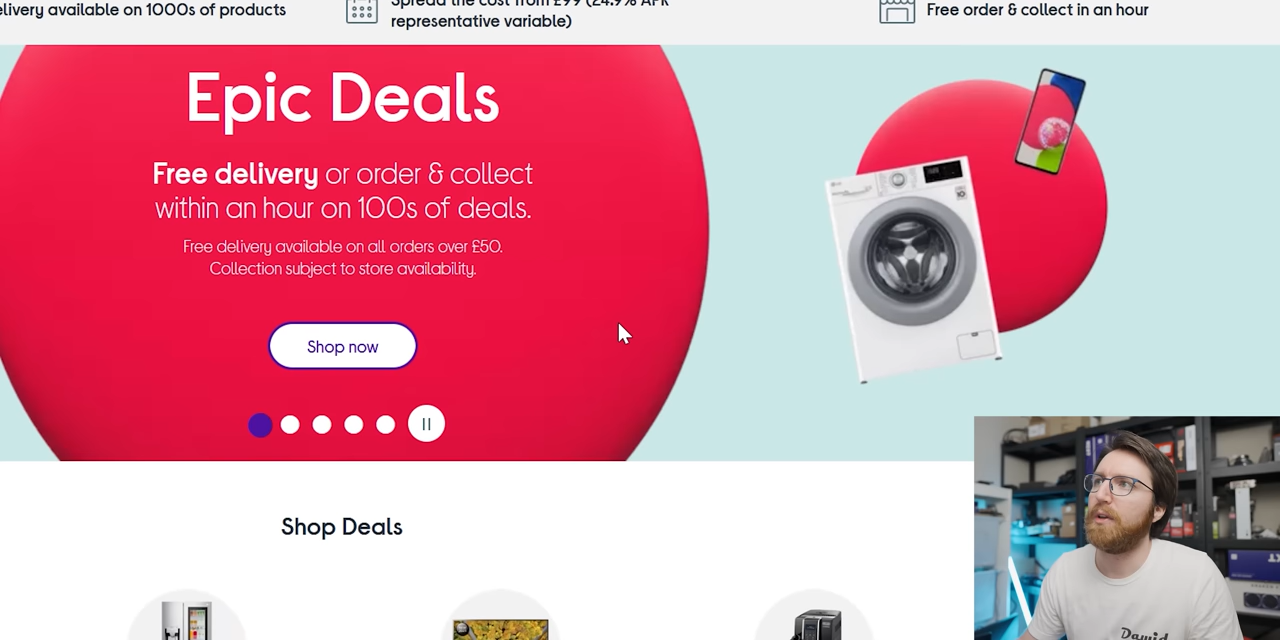 elivery available on 1000s of products
Spread the cost from £99 (24.9% APR
representative variable)
Free order & collect in an hour
Epic Deals
Free delivery or order & collect
within an hour on 100s of deals.
Free delivery available on all orders over £50.
Collection subject to store availability.
Shop now
Shop Deals
LG